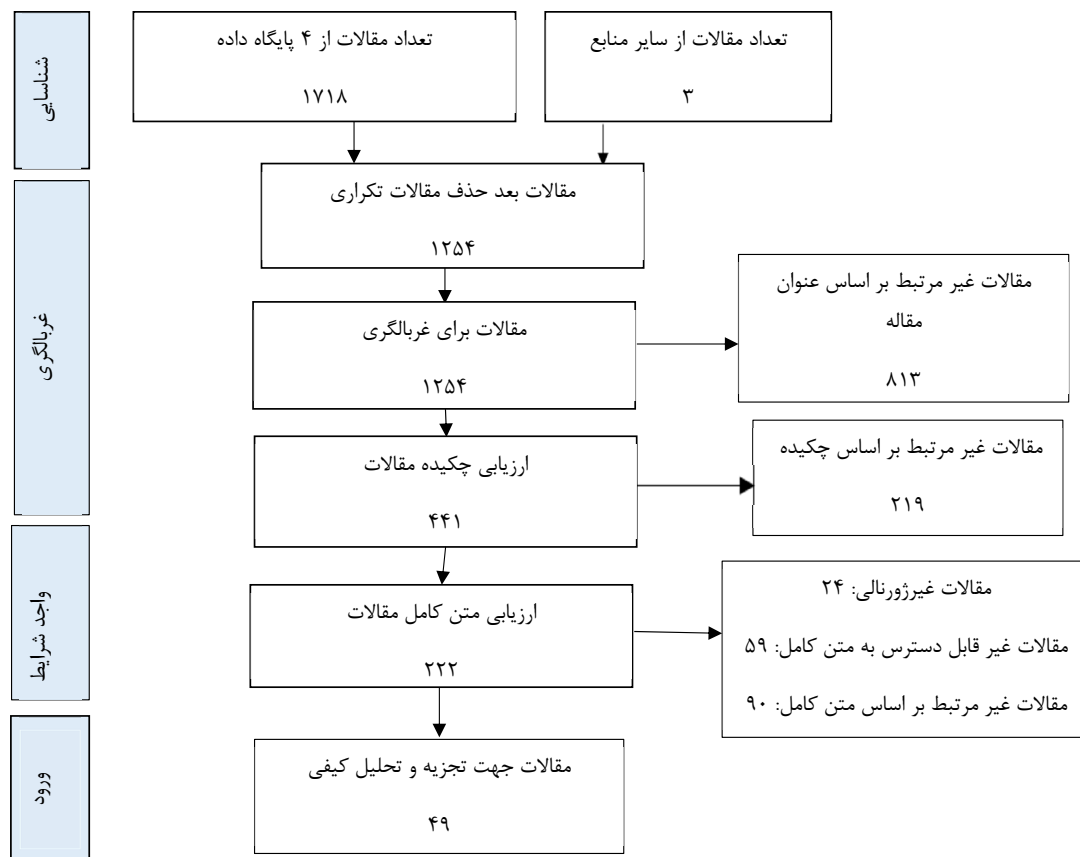 شناسایی
تعداد مقالات از سایر منابع
۳
تعداد مقالات از ۴ پایگاه داده
۱۷۱۸
غربالگری
مقالات بعد حذف مقالات تکراری
۱۲۵۴
مقالات برای غربالگری
۱۲۵۴
مقالات غیر مرتبط بر اساس عنوان
مقاله
۸۱۳
ارزیابی چکیده مقالات
۴۴۱
مقالات غیر مرتبط بر اساس چکیده
۲۱۹
واجد شرایط
ارزیابی متن کامل مقالات
۲۲۲
مقالات غیرژورنالی: ۲۴
مقالات غیر قابل دسترس به متن کامل: ۵۹
مقالات غیر مرتبط بر اساس متن کامل: ۹۰
ورود
مقالات جهت تجزیه و تحلیل کیفی
۴۹